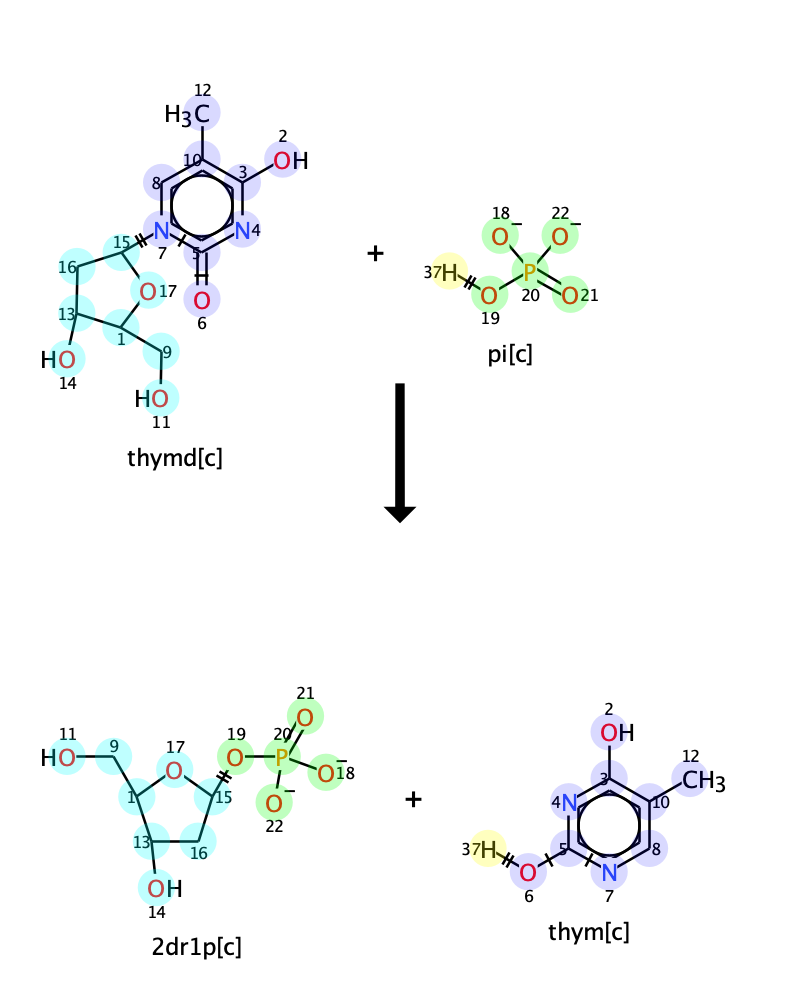 12
H₃C
2
10
OH
3
8
N
7
5
N4
15
16
O17
6
O
13
1
9
HO
14
HO
11
thymd[c]
+
18
22
O−
O−
37H
P
20
O
19
O21
pi[c]
21
O
11
9
17
19
20
HO
O
O
P
O−
18
1
15
O−
22
13
16
OH
14
2dr1p[c]
+
2
OH
12
3
CH₃
4N
10
37H
5
8
O
N
6
7
thym[c]